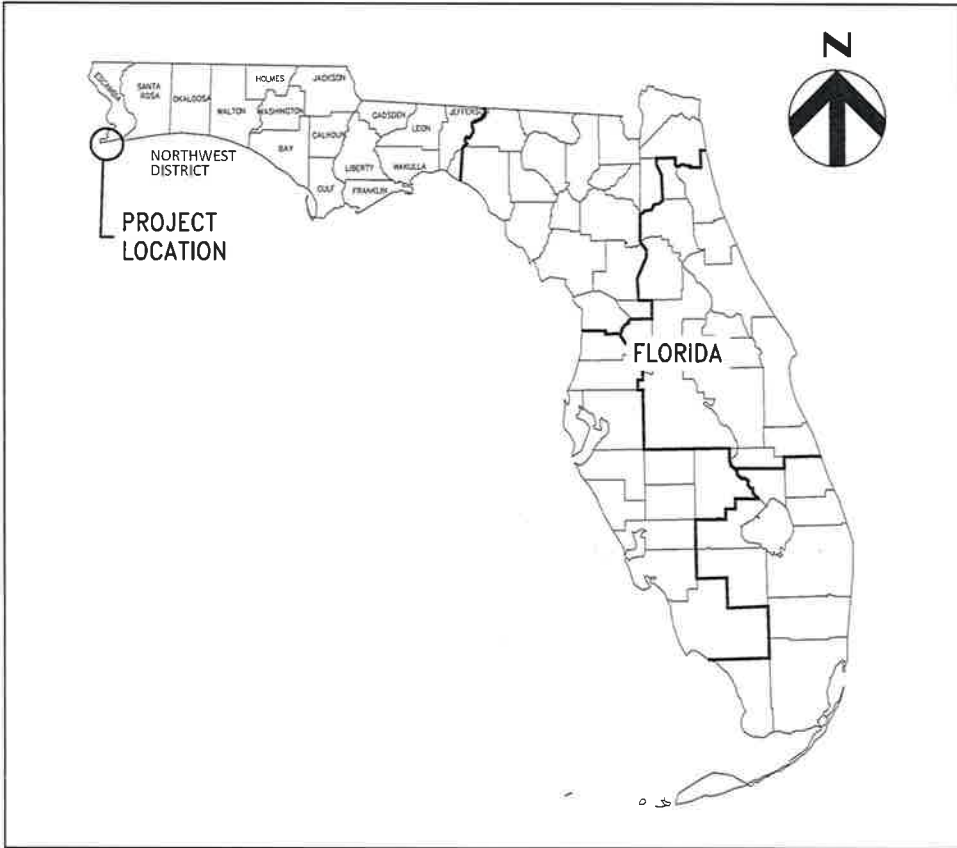 N
ESCAMBIA
SANTA
ROSA
OKALOOSA
WALTON
HOLMES
WASHINGTON
JACKSON
BAY
CALHOUN
GULF
GADSDEN
LIBERTY
FRANKLIN
LEON
WAKULLA
JEFFERS
NORTHWEST
DISTRICT
PROJECT
LOCATION
FLORIDA